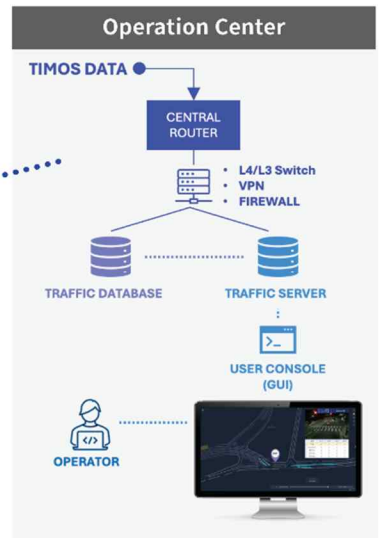 Operation Center
TIMOS DATA
CENTRAL
ROUTER
• L4/L3 Switch
• VPN
• FIREWALL
TRAFFIC DATABASE
TRAFFIC SERVER
USER CONSOLE
(GUI)
OPERATOR